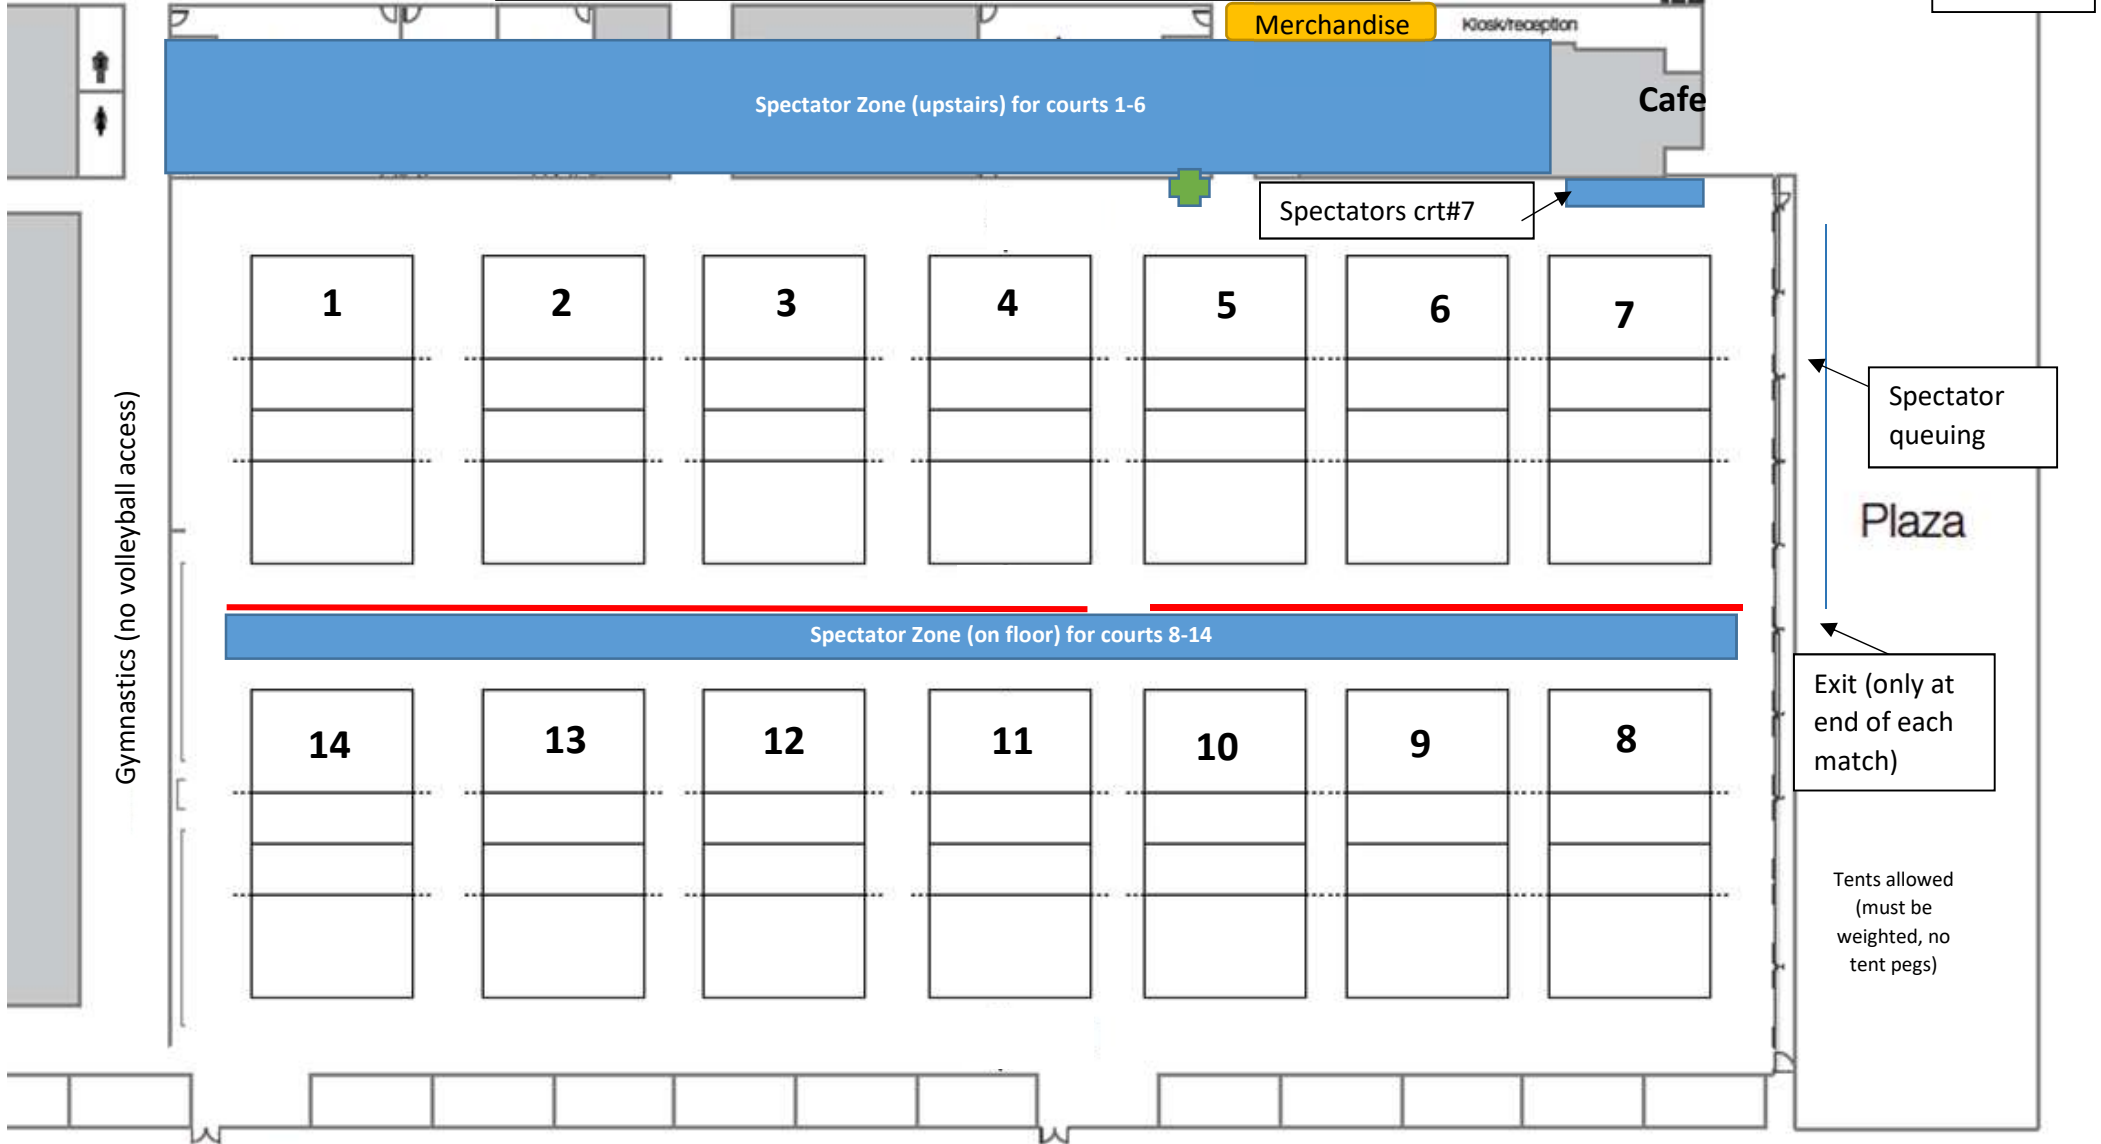 Merchandise
Kiosk/reception
Spectator Zone (upstairs) for courts 1-6
Cafe
Spectators crt#7
1
2
3
4
5
6
7
Spectator
queuing
Plaza
Gymnastics (no volleyball access)
Spectator Zone (on floor) for courts 8-14
Exit (only at
end of each
match)
14
13
12
11
10
9
8
Tents allowed
(must be
weighted, no
tent pegs)